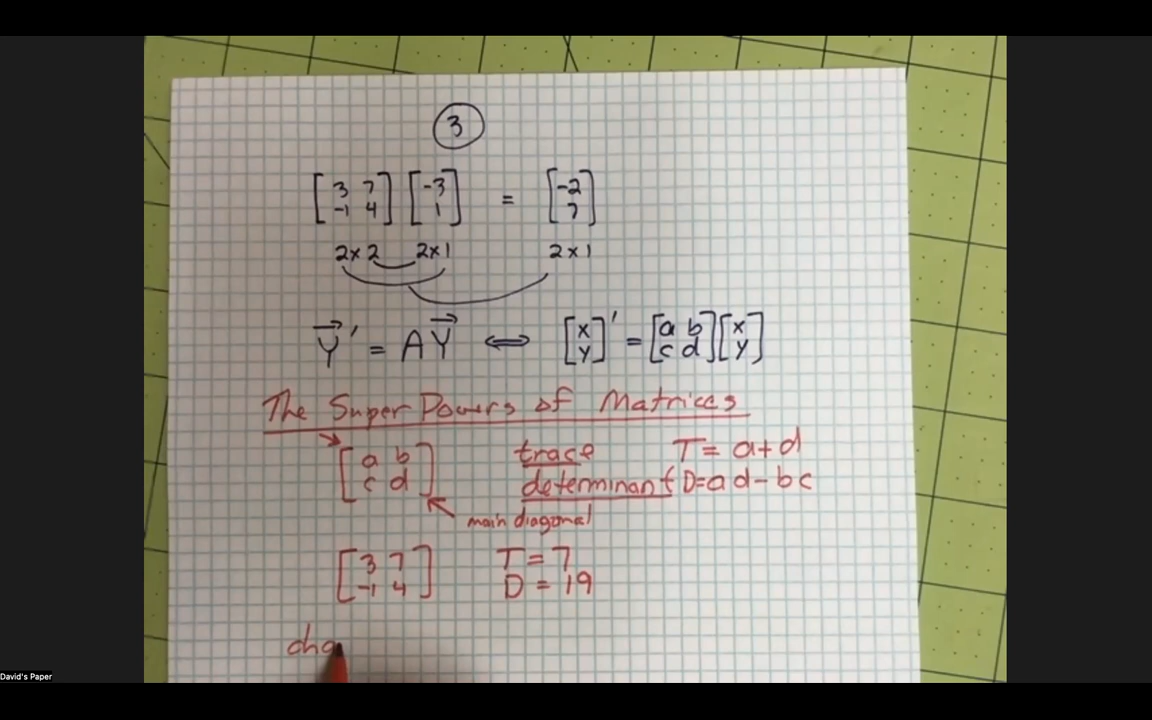 3
[3 7; -1 4] [-3; 1] = [-2; 7]
2×2 2×1 2×1
Y⃗' = AY⃗ ⟺ [x; y]' = [a b; c d][x; y]
The Super Powers of Matrices
[a b; c d] trace T = a+d
determinant D=ad-bc
main diagonal
[3 7; -1 4] T = 7
D = 19
cha
David's Paper